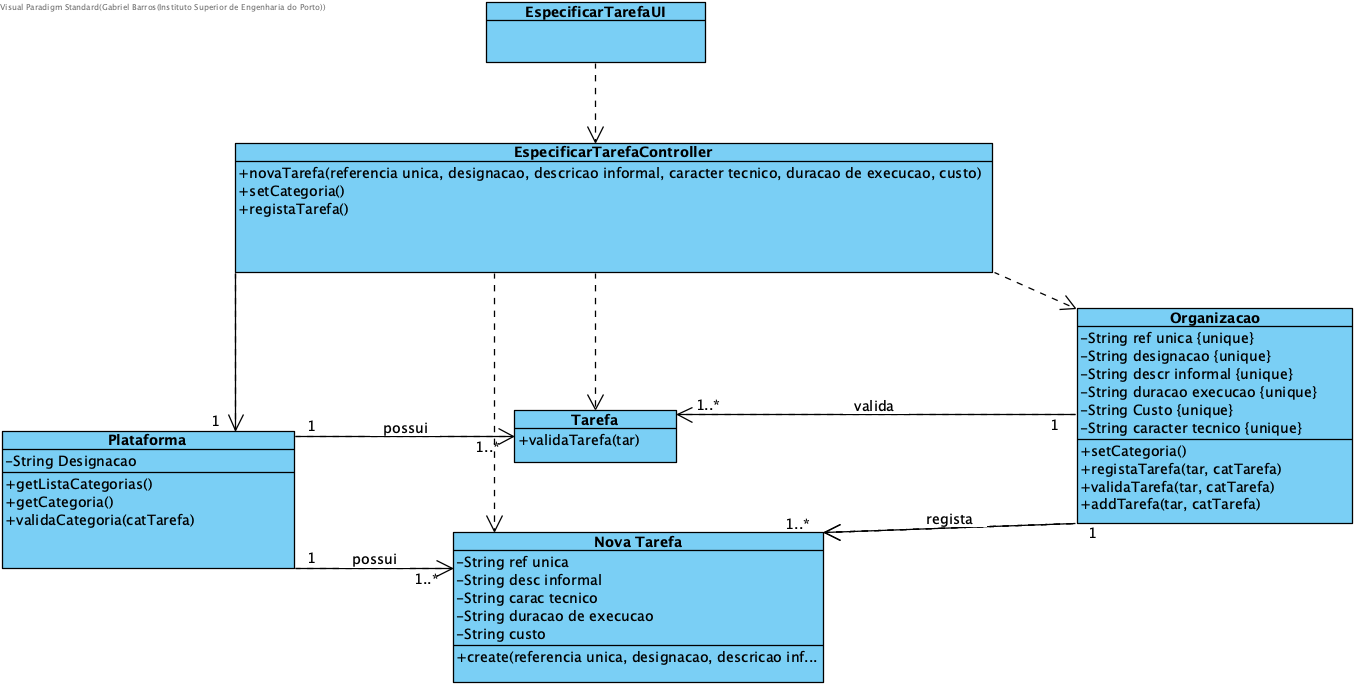 Visual Paradigm Standard(Gabriel Barros(Instituto Superior de Engenharia do Porto))
EspecificarTarefaUI
EspecificarTarefaController
+novaTarefa(referencia unica, designacao, descricao informal, caracter tecnico, duracao de execucao, custo)
+setCategoria()
+registaTarefa()
Organizacao
-String ref unica {unique}
-String designacao {unique}
-String descr informal {unique}
-String duracao execucao {unique}
-String Custo {unique}
-String caracter tecnico {unique}
+setCategoria()
+registaTarefa(tar, catTarefa)
+validaTarefa(tar, catTarefa)
+addTarefa(tar, catTarefa)
1..*
valida
1
Tarefa
+validaTarefa(tar)
1
1
possui
1..*
Plataforma
-String Designacao
+getListaCategorias()
+getCategoria()
+validaCategoria(catTarefa)
1..*
regista
1
1
possui
1..*
Nova Tarefa
-String ref unica
-String desc informal
-String carac tecnico
-String duracao de execucao
-String custo
+create(referencia unica, designacao, descricao inf...